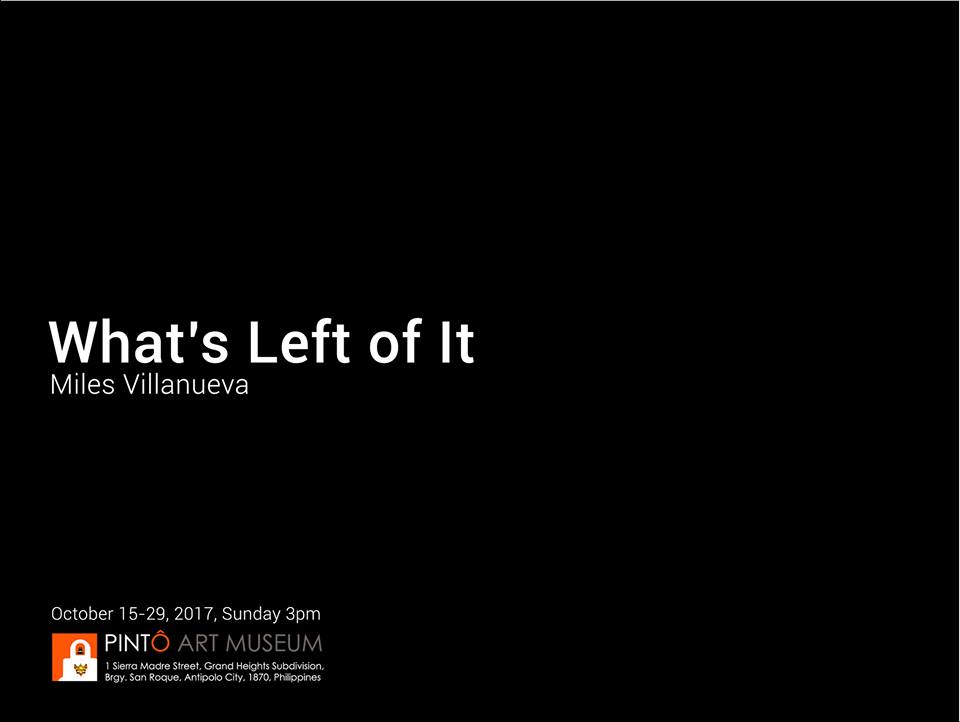 What's Left of It
Miles Villanueva
October 15-29, 2017, Sunday 3pm
PINTÔ ART MUSEUM
1 Sierra Madre Street, Grand Heights Subdivision,
Brgy. San Roque, Antipolo City, 1870, Philippines